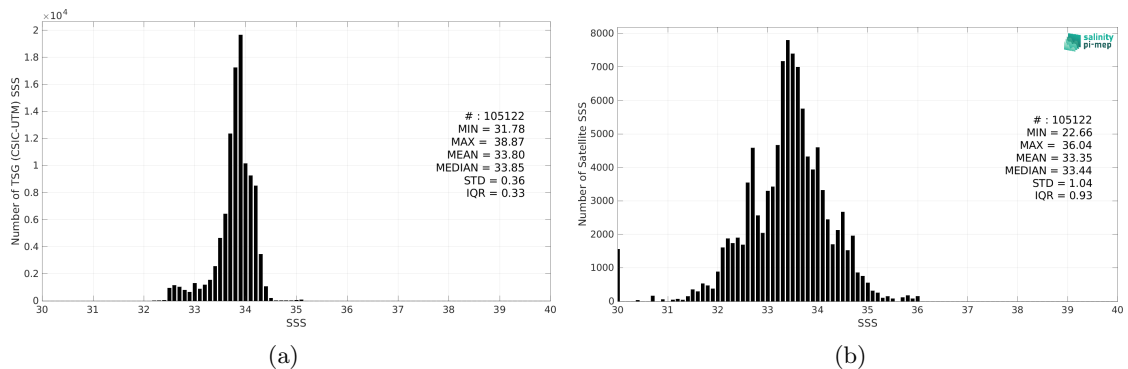 ×10⁴
2
1.8
1.6
1.4
1.2
1
0.8
0.6
0.4
0.2
0
Number of TSG (CSIC-UTM) SSS
# : 105122
MIN = 31.78
MAX = 38.87
MEAN = 33.80
MEDIAN = 33.85
STD = 0.36
IQR = 0.33
30 31 32 33 34 35 36 37 38 39 40
SSS
(a)
8000
7000
6000
5000
4000
3000
2000
1000
0
Number of Satellite SSS
salinity
pi-mep
# : 105122
MIN = 22.66
MAX = 36.04
MEAN = 33.35
MEDIAN = 33.44
STD = 1.04
IQR = 0.93
30 31 32 33 34 35 36 37 38 39 40
SSS
(b)